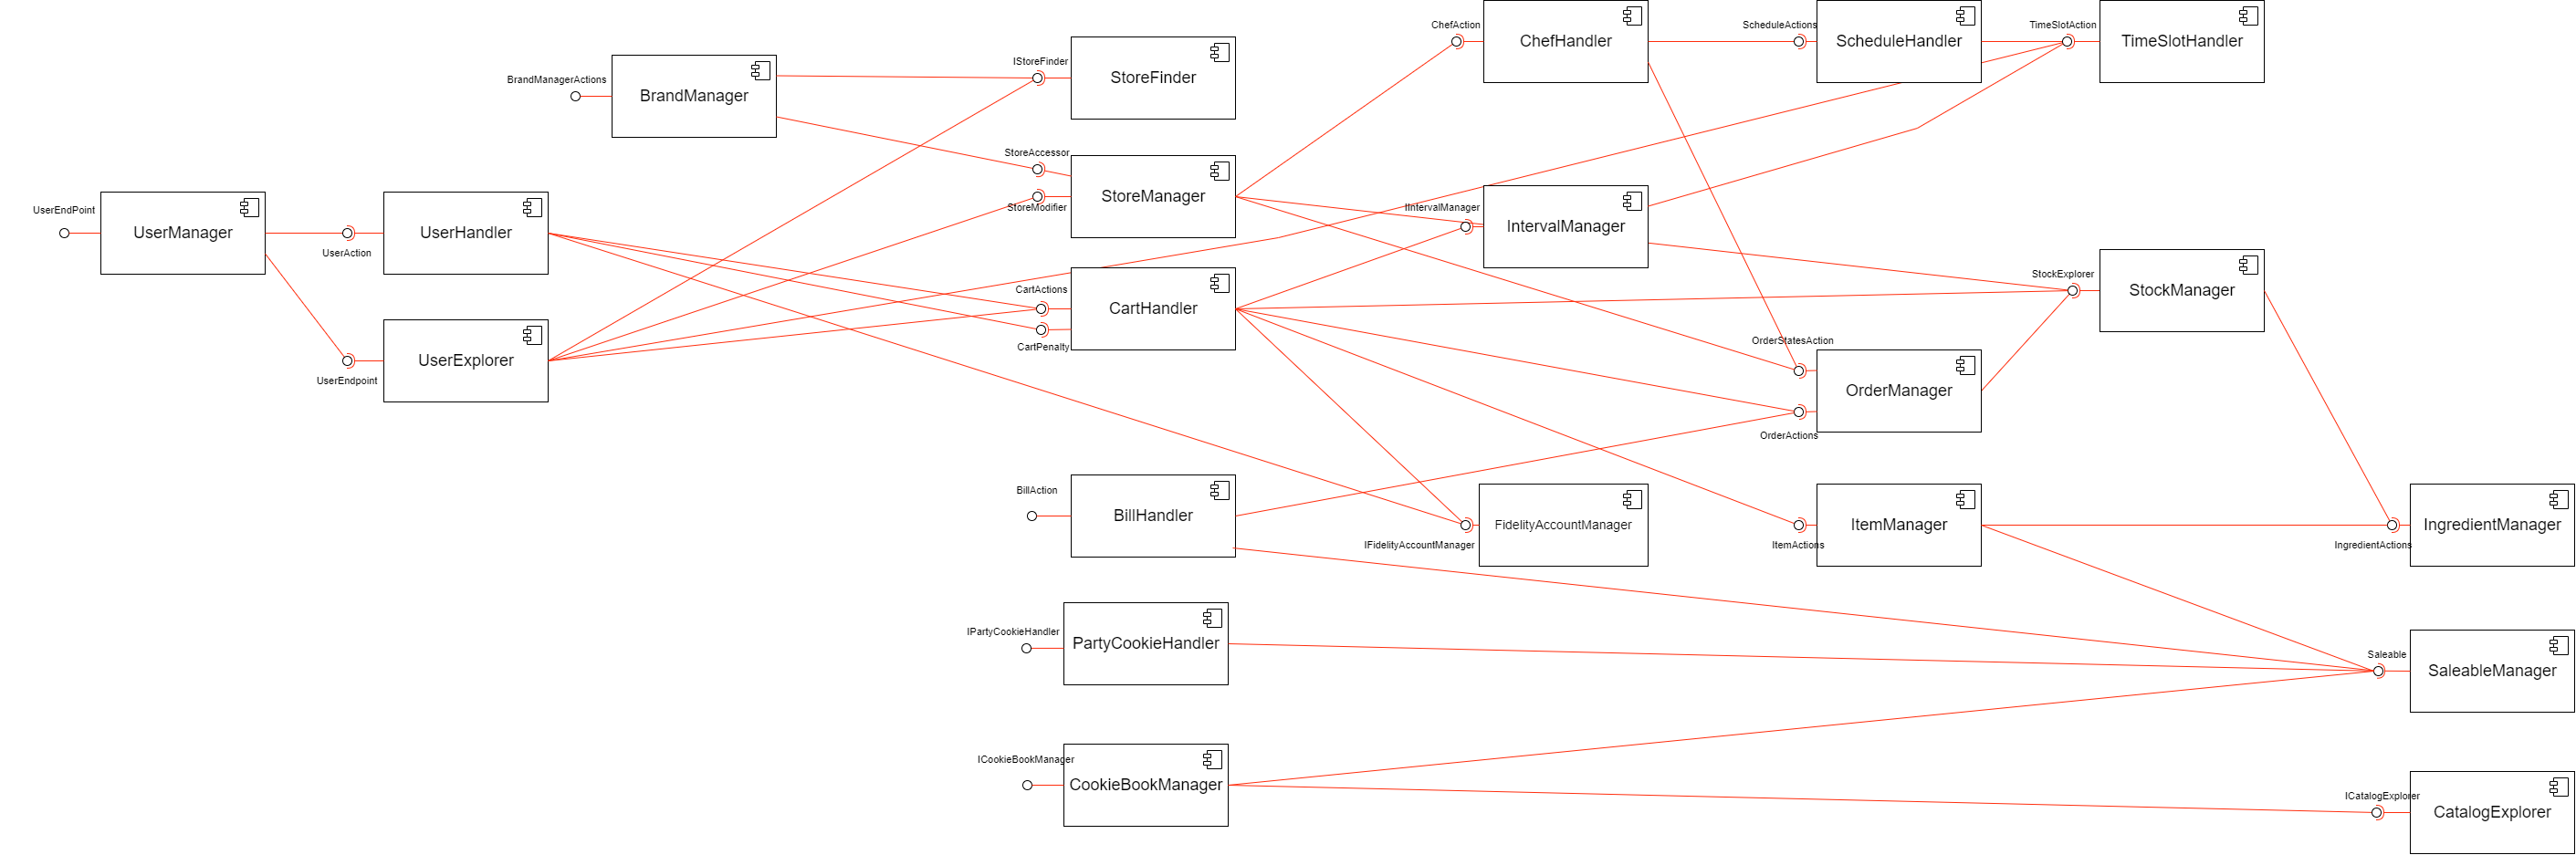 ChefAction
ChefHandler
ScheduleActions
ScheduleHandler
TimeSlotAction
TimeSlotHandler
IStoreFinder
StoreFinder
BrandManagerActions
BrandManager
StoreAccessor
StoreManager
StoreModifier
UserEndPoint
UserManager
UserAction
UserHandler
IIntervalManager
IntervalManager
StockExplorer
StockManager
CartActions
CartHandler
CartPenalty
UserExplorer
UserEndpoint
OrderStatesAction
OrderManager
OrderActions
BillAction
BillHandler
IFidelityAccountManager
FidelityAccountManager
ItemActions
ItemManager
IngredientActions
IngredientManager
IPartyCookieHandler
PartyCookieHandler
Saleable
SaleableManager
ICookieBookManager
CookieBookManager
ICatalogExplorer
CatalogExplorer